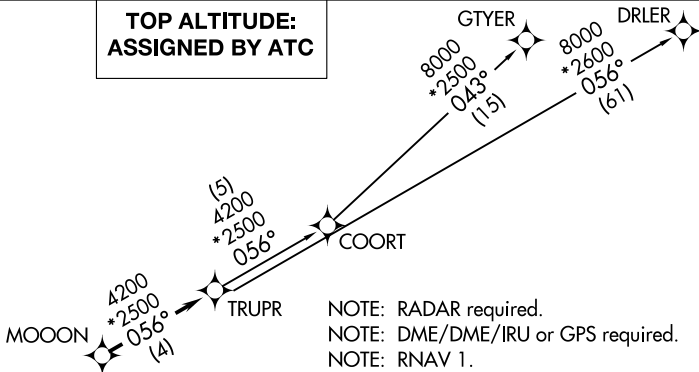 TOP ALTITUDE:
ASSIGNED BY ATC
GTYER
DRLER
8000
*2500
043°
(15)
8000
*2600
056°
(61)
(5)
4200
*2500
056°
COORT
4200
*2500
056°
(4)
TRUPR
MOOON
NOTE: RADAR required.
NOTE: DME/DME/IRU or GPS required.
NOTE: RNAV 1.